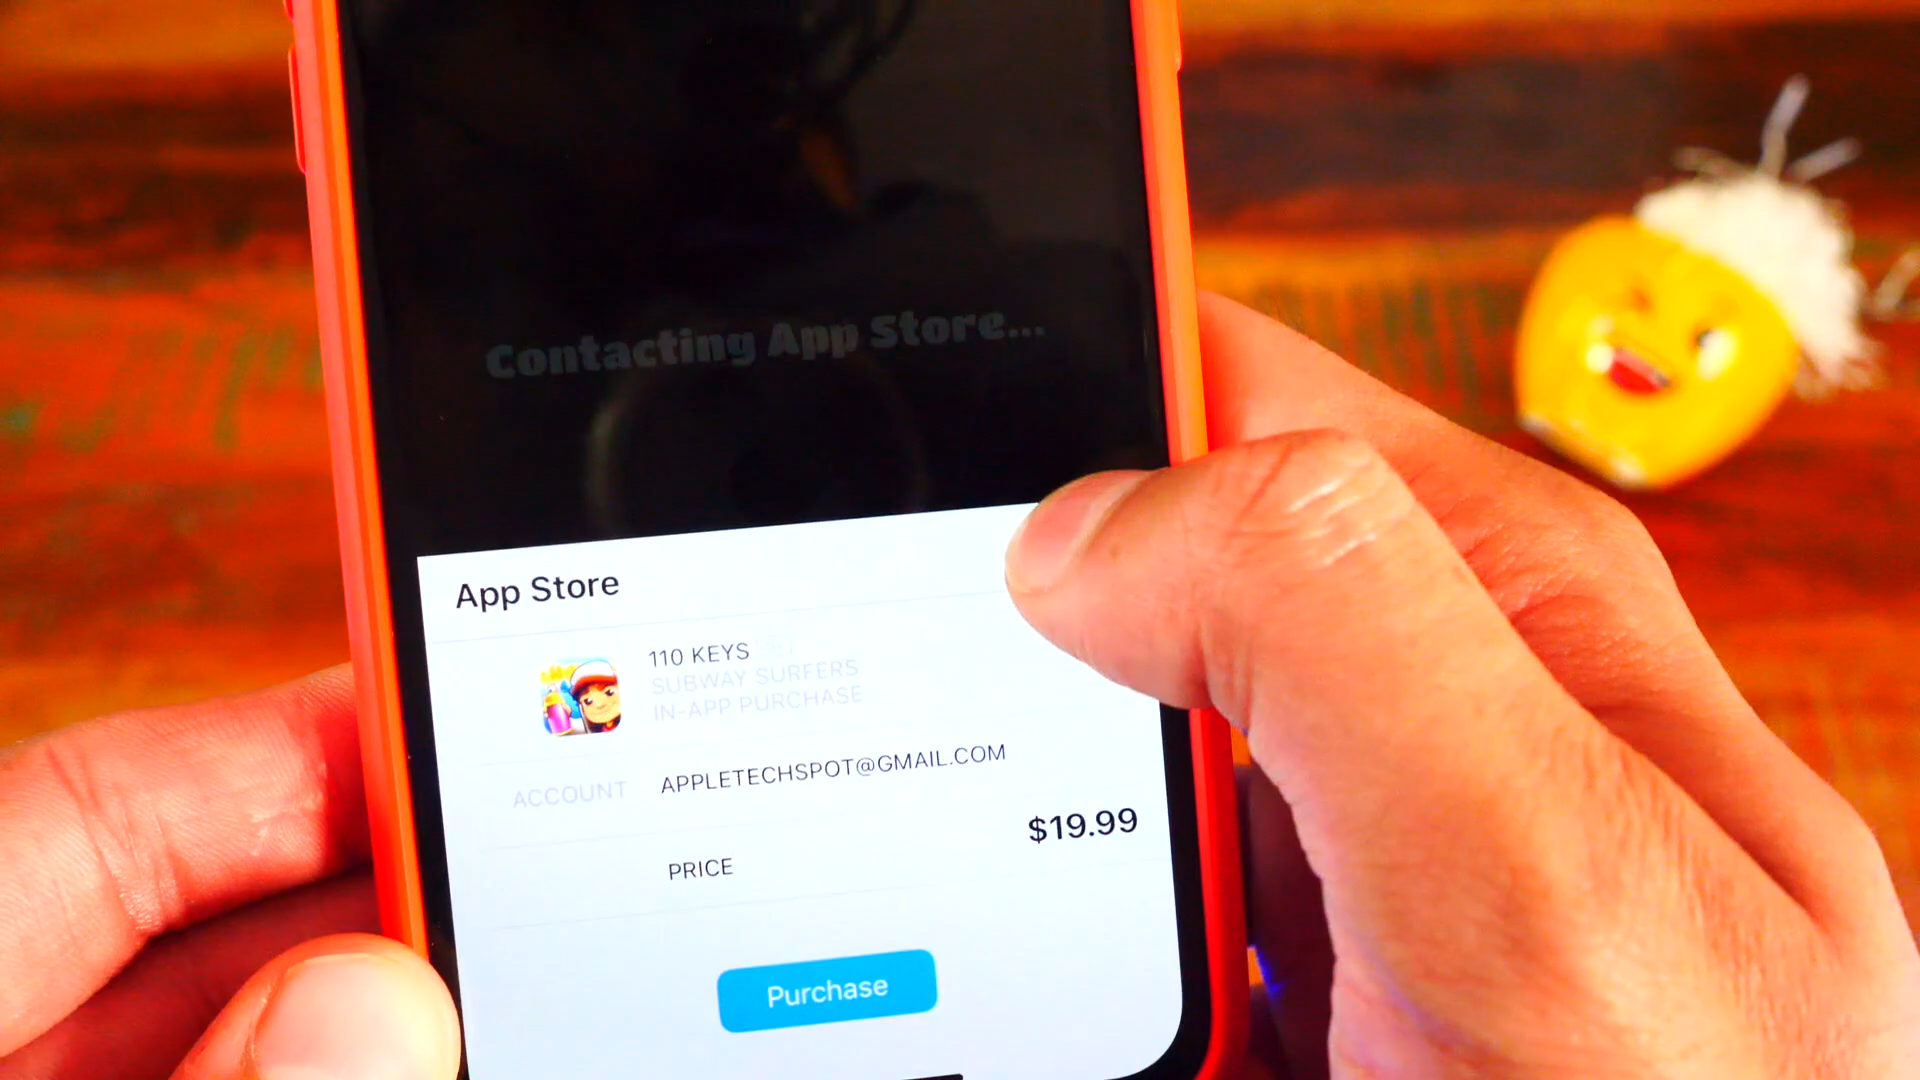 Contacting App Store...
App Store
110 KEYS
SUBWAY SURFERS
IN-APP PURCHASE
ACCOUNT APPLETECHSPOT@GMAIL.COM
PRICE $19.99
Purchase